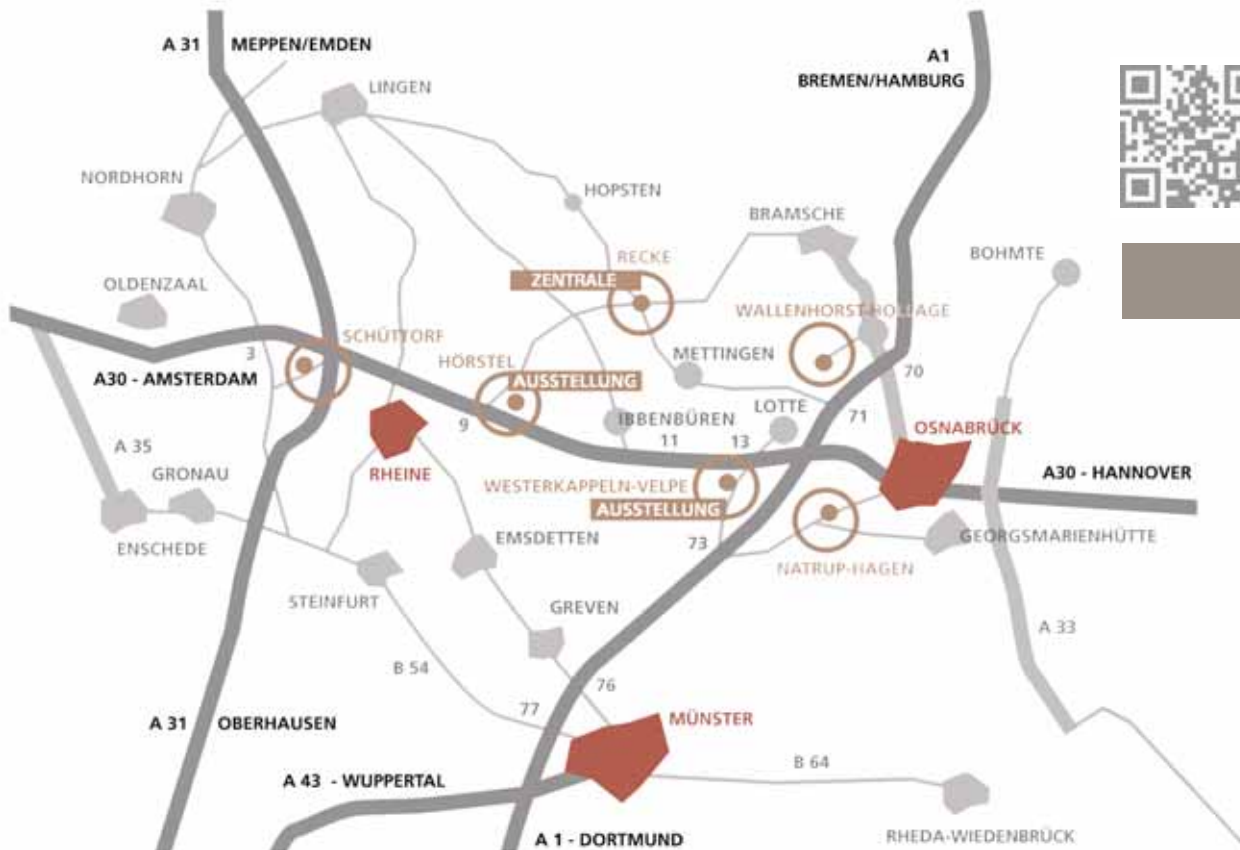 A 31 MEPPEN/EMDEN
A1
BREMEN/HAMBURG
LINGEN
NORDHORN
HOPSTEN
BRAMSCHE
RECKE
BOHMTE
ZENTRALE
OLDENZAAL
WALLENHORST-HOLLAGE
SCHÜTTORF
3
HÖRSTEL
METTINGEN
A30 - AMSTERDAM
AUSSTELLUNG
70
9
IBBENBÜREN
LOTTE
71
11
13
OSNABRÜCK
A 35
GRONAU
RHEINE
A30 - HANNOVER
WESTERKAPPELN-VELPE
AUSSTELLUNG
ENSCHEDE
EMSDETTEN
73
GEORGSMARIENHÜTTE
NATRUP-HAGEN
STEINFURT
GREVEN
A 33
B 54
76
77
A 31 OBERHAUSEN
MÜNSTER
A 43 - WUPPERTAL
B 64
A 1 - DORTMUND
RHEDA-WIEDENBRÜCK